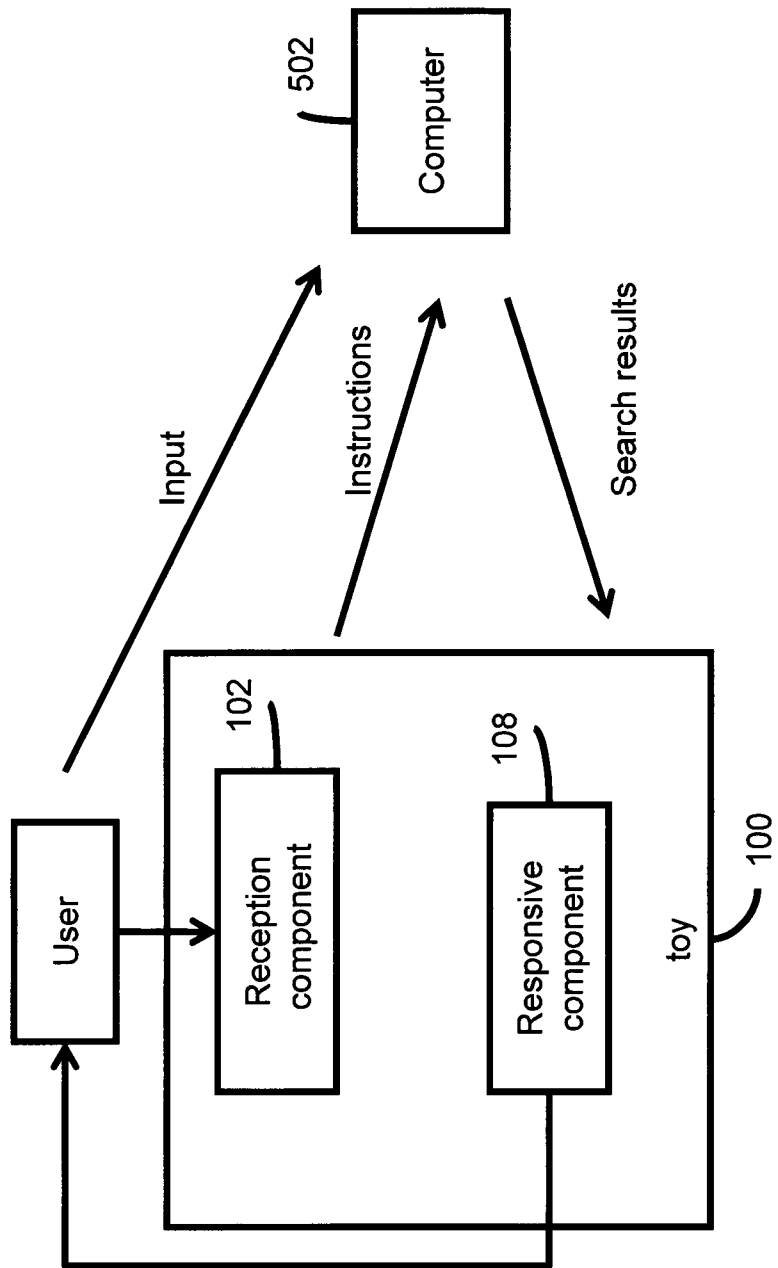 User
Input
Reception
component
102
Instructions
Computer
502
Responsive
component
108
Search results
toy
100